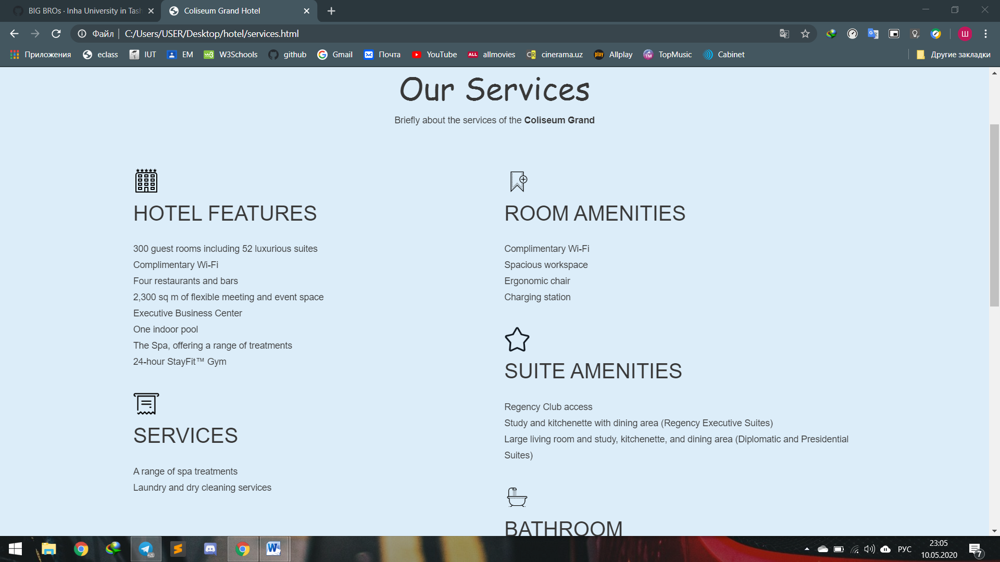 BIG BROs · Inha University in Tash
Coliseum Grand Hotel
Файл
C:/Users/USER/Desktop/hotel/services.html
Ш
Приложения
eclass
IUT
EM
W3Schools
github
Gmail
Почта
YouTube
ALL
allmovies
CR
cinerama.uz
play
Allplay
TM
TopMusic
Cabinet
Другие закладки
Our Services
Briefly about the services of the Coliseum Grand
HOTEL FEATURES
300 guest rooms including 52 luxurious suites
Complimentary Wi-Fi
Four restaurants and bars
2,300 sq m of flexible meeting and event space
Executive Business Center
One indoor pool
The Spa, offering a range of treatments
24-hour StayFit™ Gym
SERVICES
A range of spa treatments
Laundry and dry cleaning services
ROOM AMENITIES
Complimentary Wi-Fi
Spacious workspace
Ergonomic chair
Charging station
SUITE AMENITIES
Regency Club access
Study and kitchenette with dining area (Regency Executive Suites)
Large living room and study, kitchenette, and dining area (Diplomatic and Presidential
Suites)
BATHROOM
420
РУС
23:05
10.05.2020
7